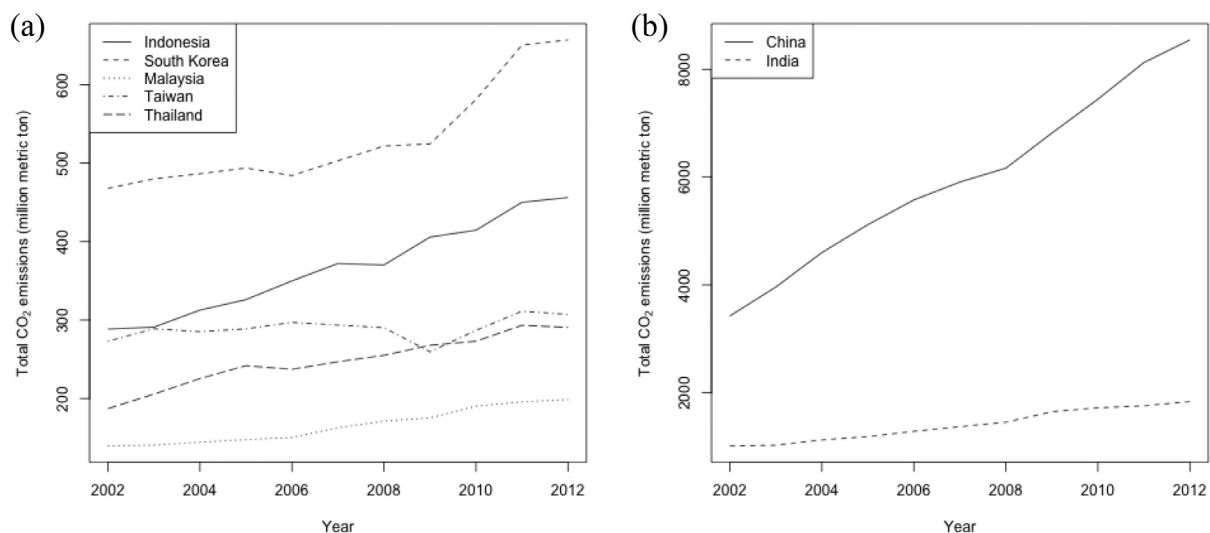 (a)
Indonesia
South Korea
Malaysia
Taiwan
Thailand
Total CO₂ emissions (million metric ton)
600
500
400
300
200
2002 2004 2006 2008 2010 2012
Year
(b)
China
India
Total CO₂ emissions (million metric ton)
8000
6000
4000
2000
2002 2004 2006 2008 2010 2012
Year